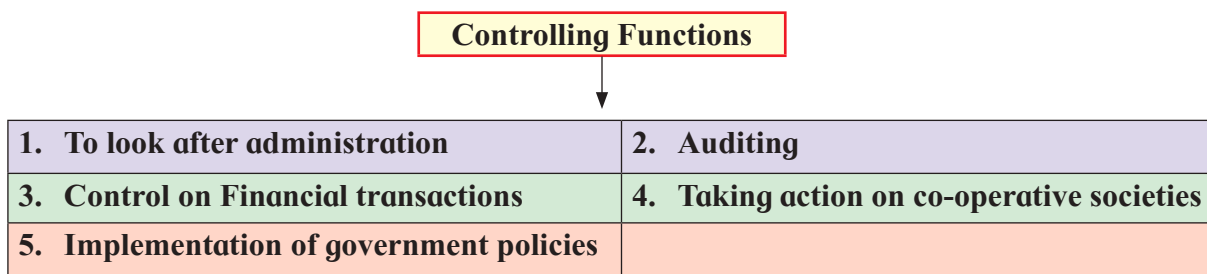 Controlling Functions
1. To look after administration
2. Auditing
3. Control on Financial transactions
4. Taking action on co-operative societies
5. Implementation of government policies